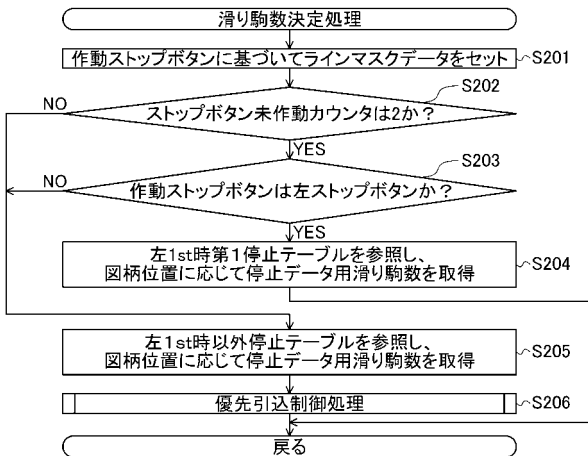 滑り駒数決定処理
作動ストップボタンに基づいてラインマスクデータをセット
S201
S202
NO
ストップボタン未作動カウンタは2か？
YES
S203
NO
作動ストップボタンは左ストップボタンか？
YES
左1st時第1停止テーブルを参照し、
図柄位置に応じて停止データ用滑り駒数を取得
S204
左1st時以外停止テーブルを参照し、
図柄位置に応じて停止データ用滑り駒数を取得
S205
優先引込制御処理
S206
戻る